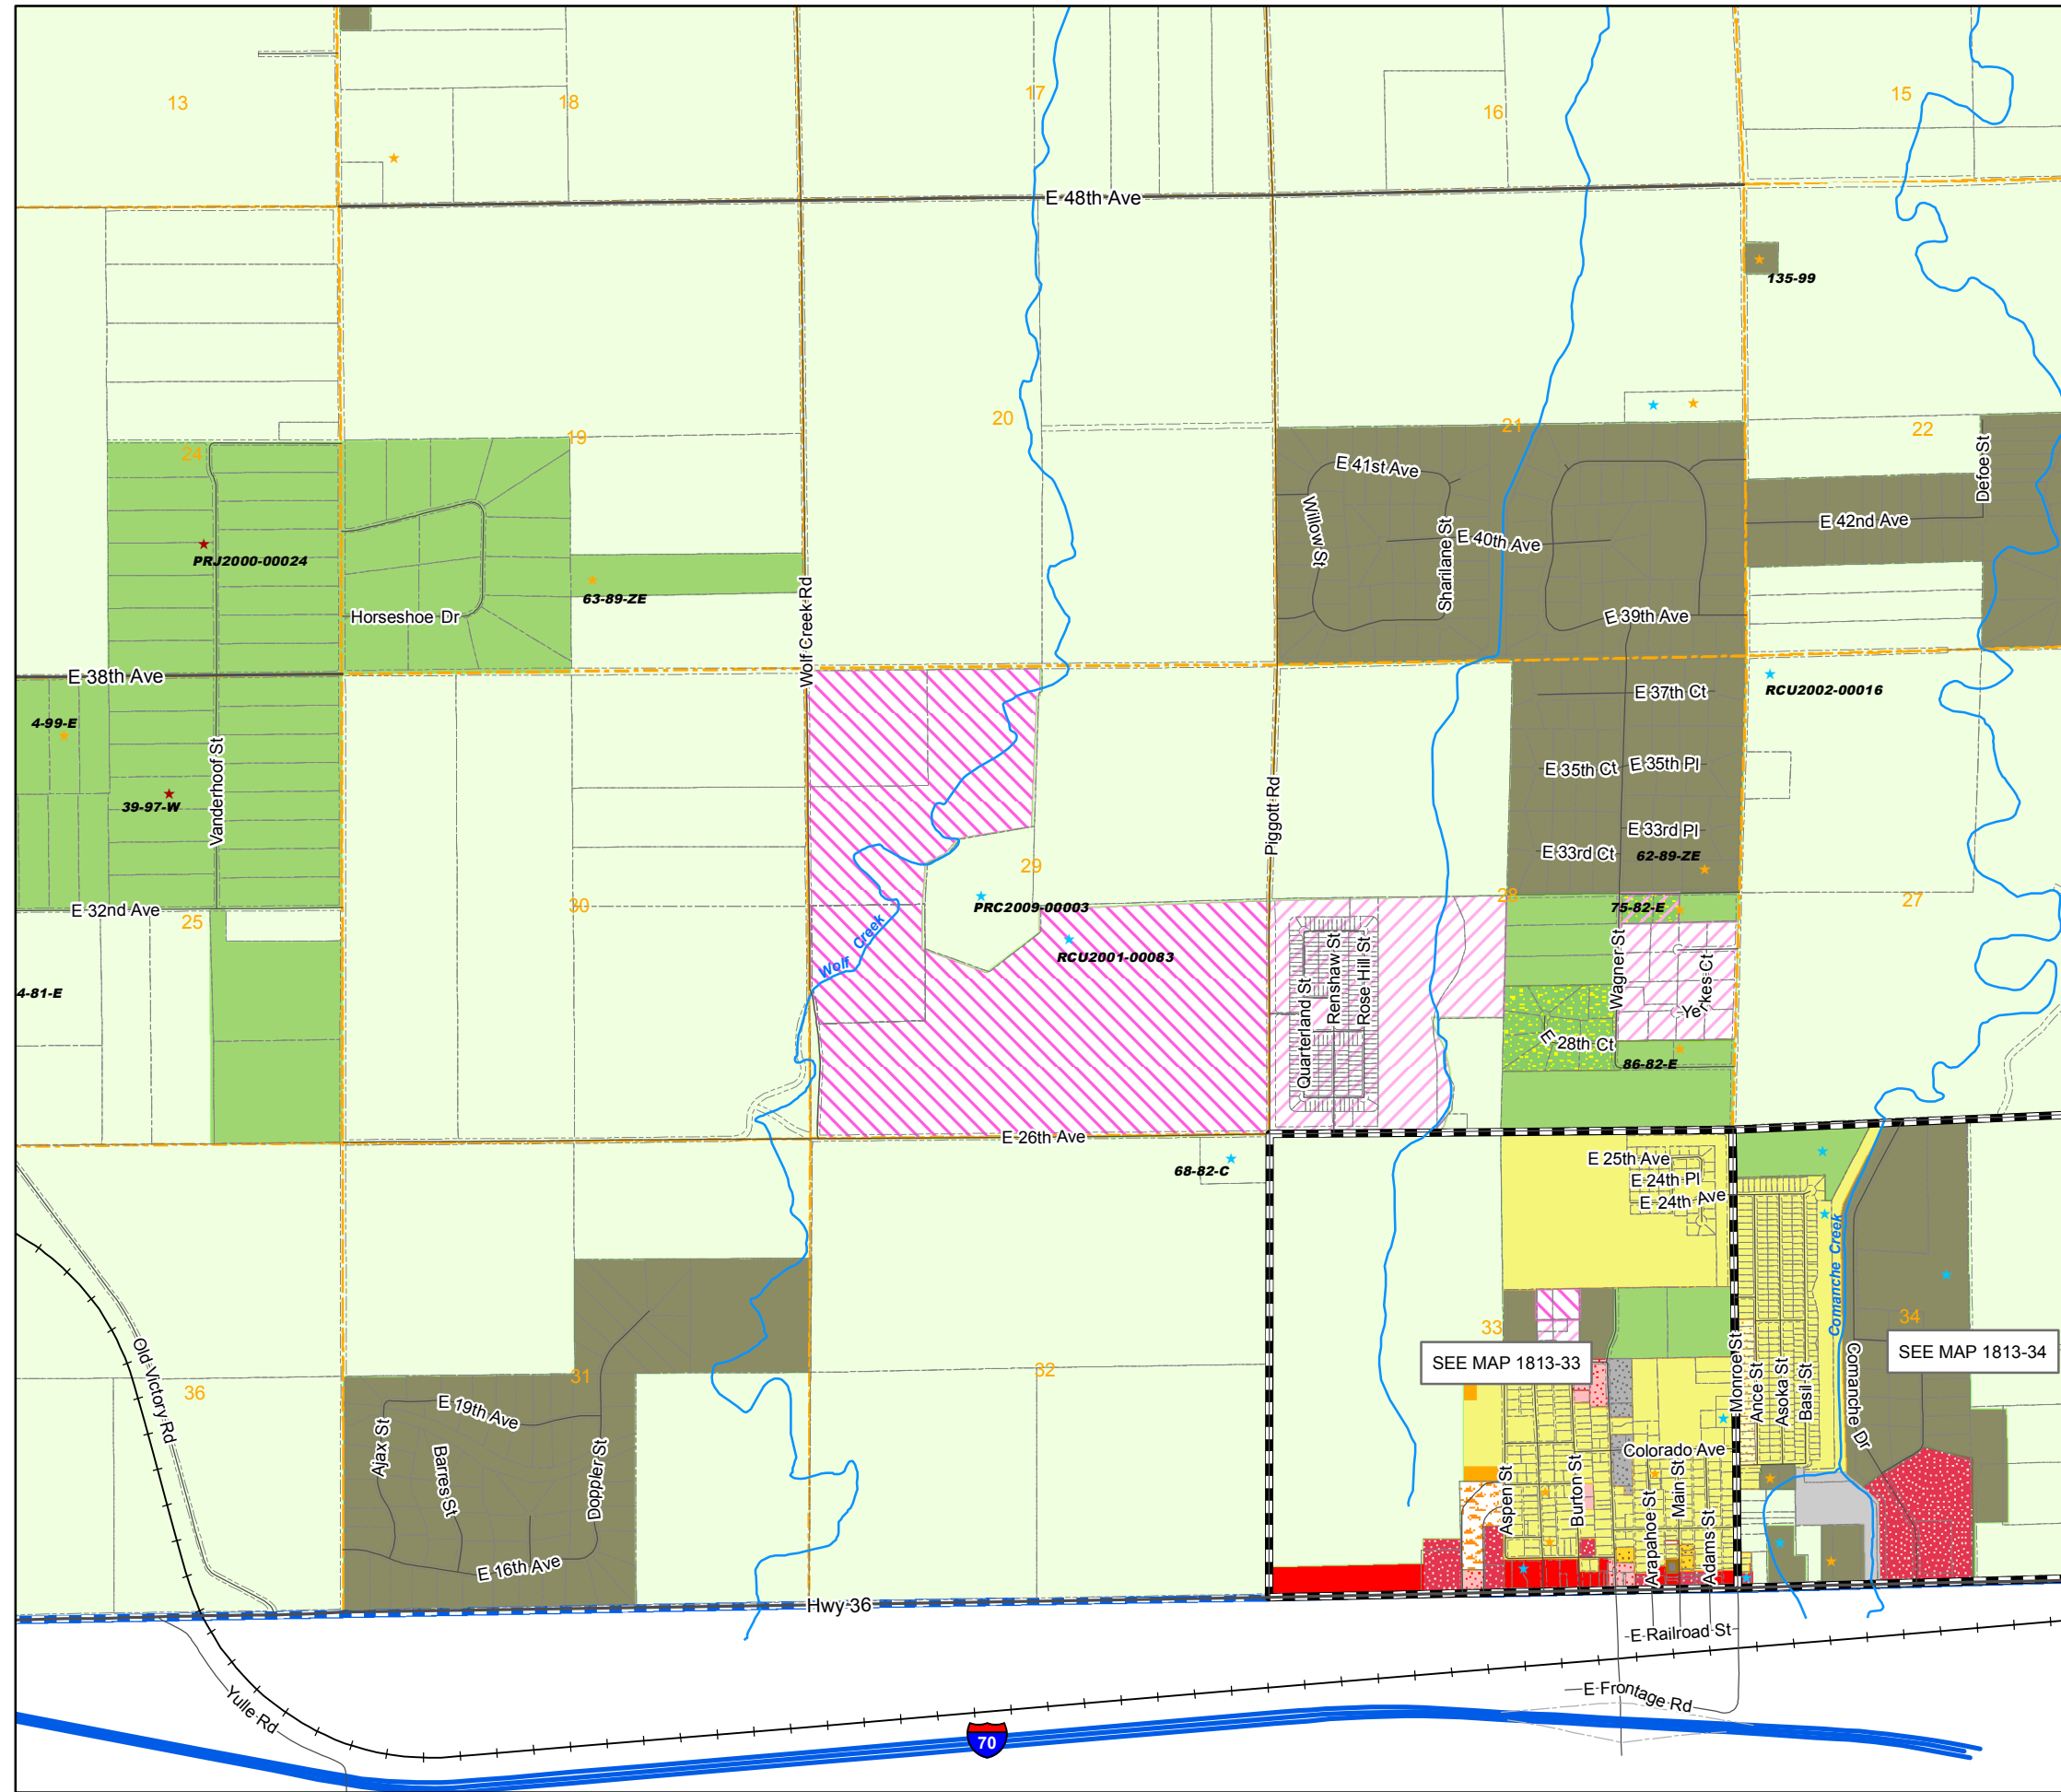 13
18
17
16
15
E 48th Ave
135-99
24
19
20
21
22
E 41st Ave
Willow St
Sharilane St
E 40th Ave
E 42nd Ave
Defoe St
PRJ2000-00024
63-89-ZE
Horseshoe Dr
Wolf Creek Rd
E 39th Ave
E 38th Ave
4-99-E
39-97-W
Vanderhoof St
E 37th Ct
RCU2002-00016
E 35th Ct
E 35th Pl
Piggott Rd
E 33rd Pl
E 33rd Ct
62-89-ZE
29
PRC2009-00003
E 32nd Ave
25
30
28
75-82-E
27
Wolf Creek
RCU2001-00083
4-81-E
Quarterland St
Renshaw St
Rose Hill St
Wagner St
Yerkes Ct
E 28th Ct
86-82-E
E 26th Ave
68-82-C
E 25th Ave
E 24th Pl
E 24th Ave
Comanche Creek
33
34
SEE MAP 1813-33
SEE MAP 1813-34
Old Victory Rd
36
31
32
Monroe St
Ance St
Asoka St
Basil St
Comanche Dr
E 19th Ave
Ajax St
Barres St
Doppler St
E 16th Ave
Colorado Ave
Aspen St
Burton St
Arapahoe St
Main St
Adams St
Hwy 36
E Railroad St
E Frontage Rd
Yulle Rd
70